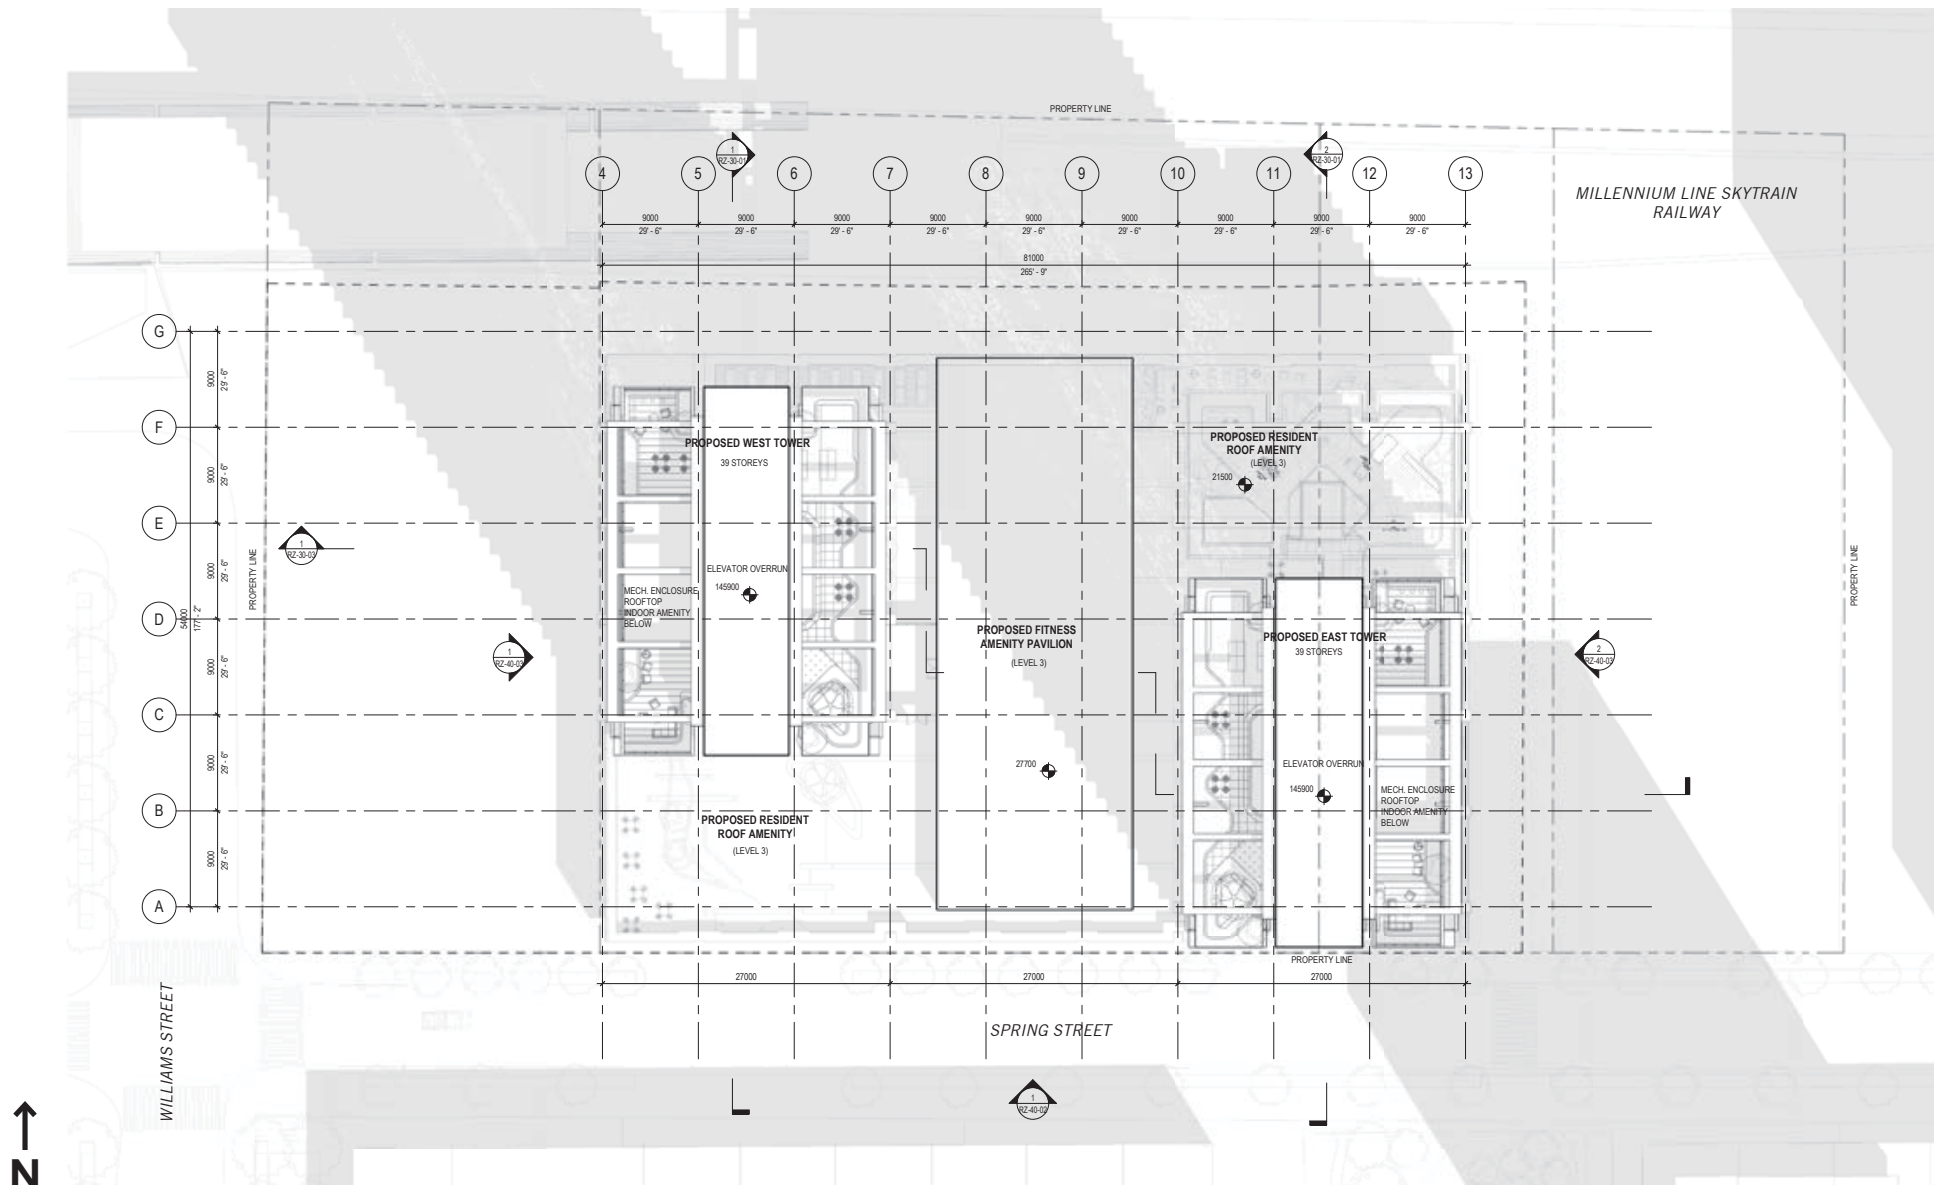 PROPERTY LINE
1
RZ-30-01
2
RZ-30-01
4
5
6
7
8
9
10
11
12
13
MILLENNIUM LINE SKYTRAIN
RAILWAY
9000
9000
9000
9000
9000
9000
9000
9000
9000
29' - 6"
29' - 6"
29' - 6"
29' - 6"
29' - 6"
29' - 6"
29' - 6"
29' - 6"
29' - 6"
81000
265' - 9"
G
F
E
D
C
B
A
9000
29' - 6"
9000
29' - 6"
9000
29' - 6"
9000
29' - 6"
9000
29' - 6"
9000
29' - 6"
54000
177' - 2"
PROPERTY LINE
1
RZ-30-03
1
RZ-40-03
PROPOSED WEST TOWER
39 STOREYS
ELEVATOR OVERRUN
145900
MECH. ENCLOSURE
ROOFTOP
INDOOR AMENITY
BELOW
PROPOSED RESIDENT
ROOF AMENITY
(LEVEL 3)
21500
PROPOSED FITNESS
AMENITY PAVILION
(LEVEL 3)
27700
PROPOSED EAST TOWER
39 STOREYS
ELEVATOR OVERRUN
145900
MECH. ENCLOSURE
ROOFTOP
INDOOR AMENITY
BELOW
2
RZ-40-03
PROPERTY LINE
PROPOSED RESIDENT
ROOF AMENITY
(LEVEL 3)
PROPERTY LINE
27000
27000
27000
SPRING STREET
WILLIAMS STREET
1
RZ-40-02
N